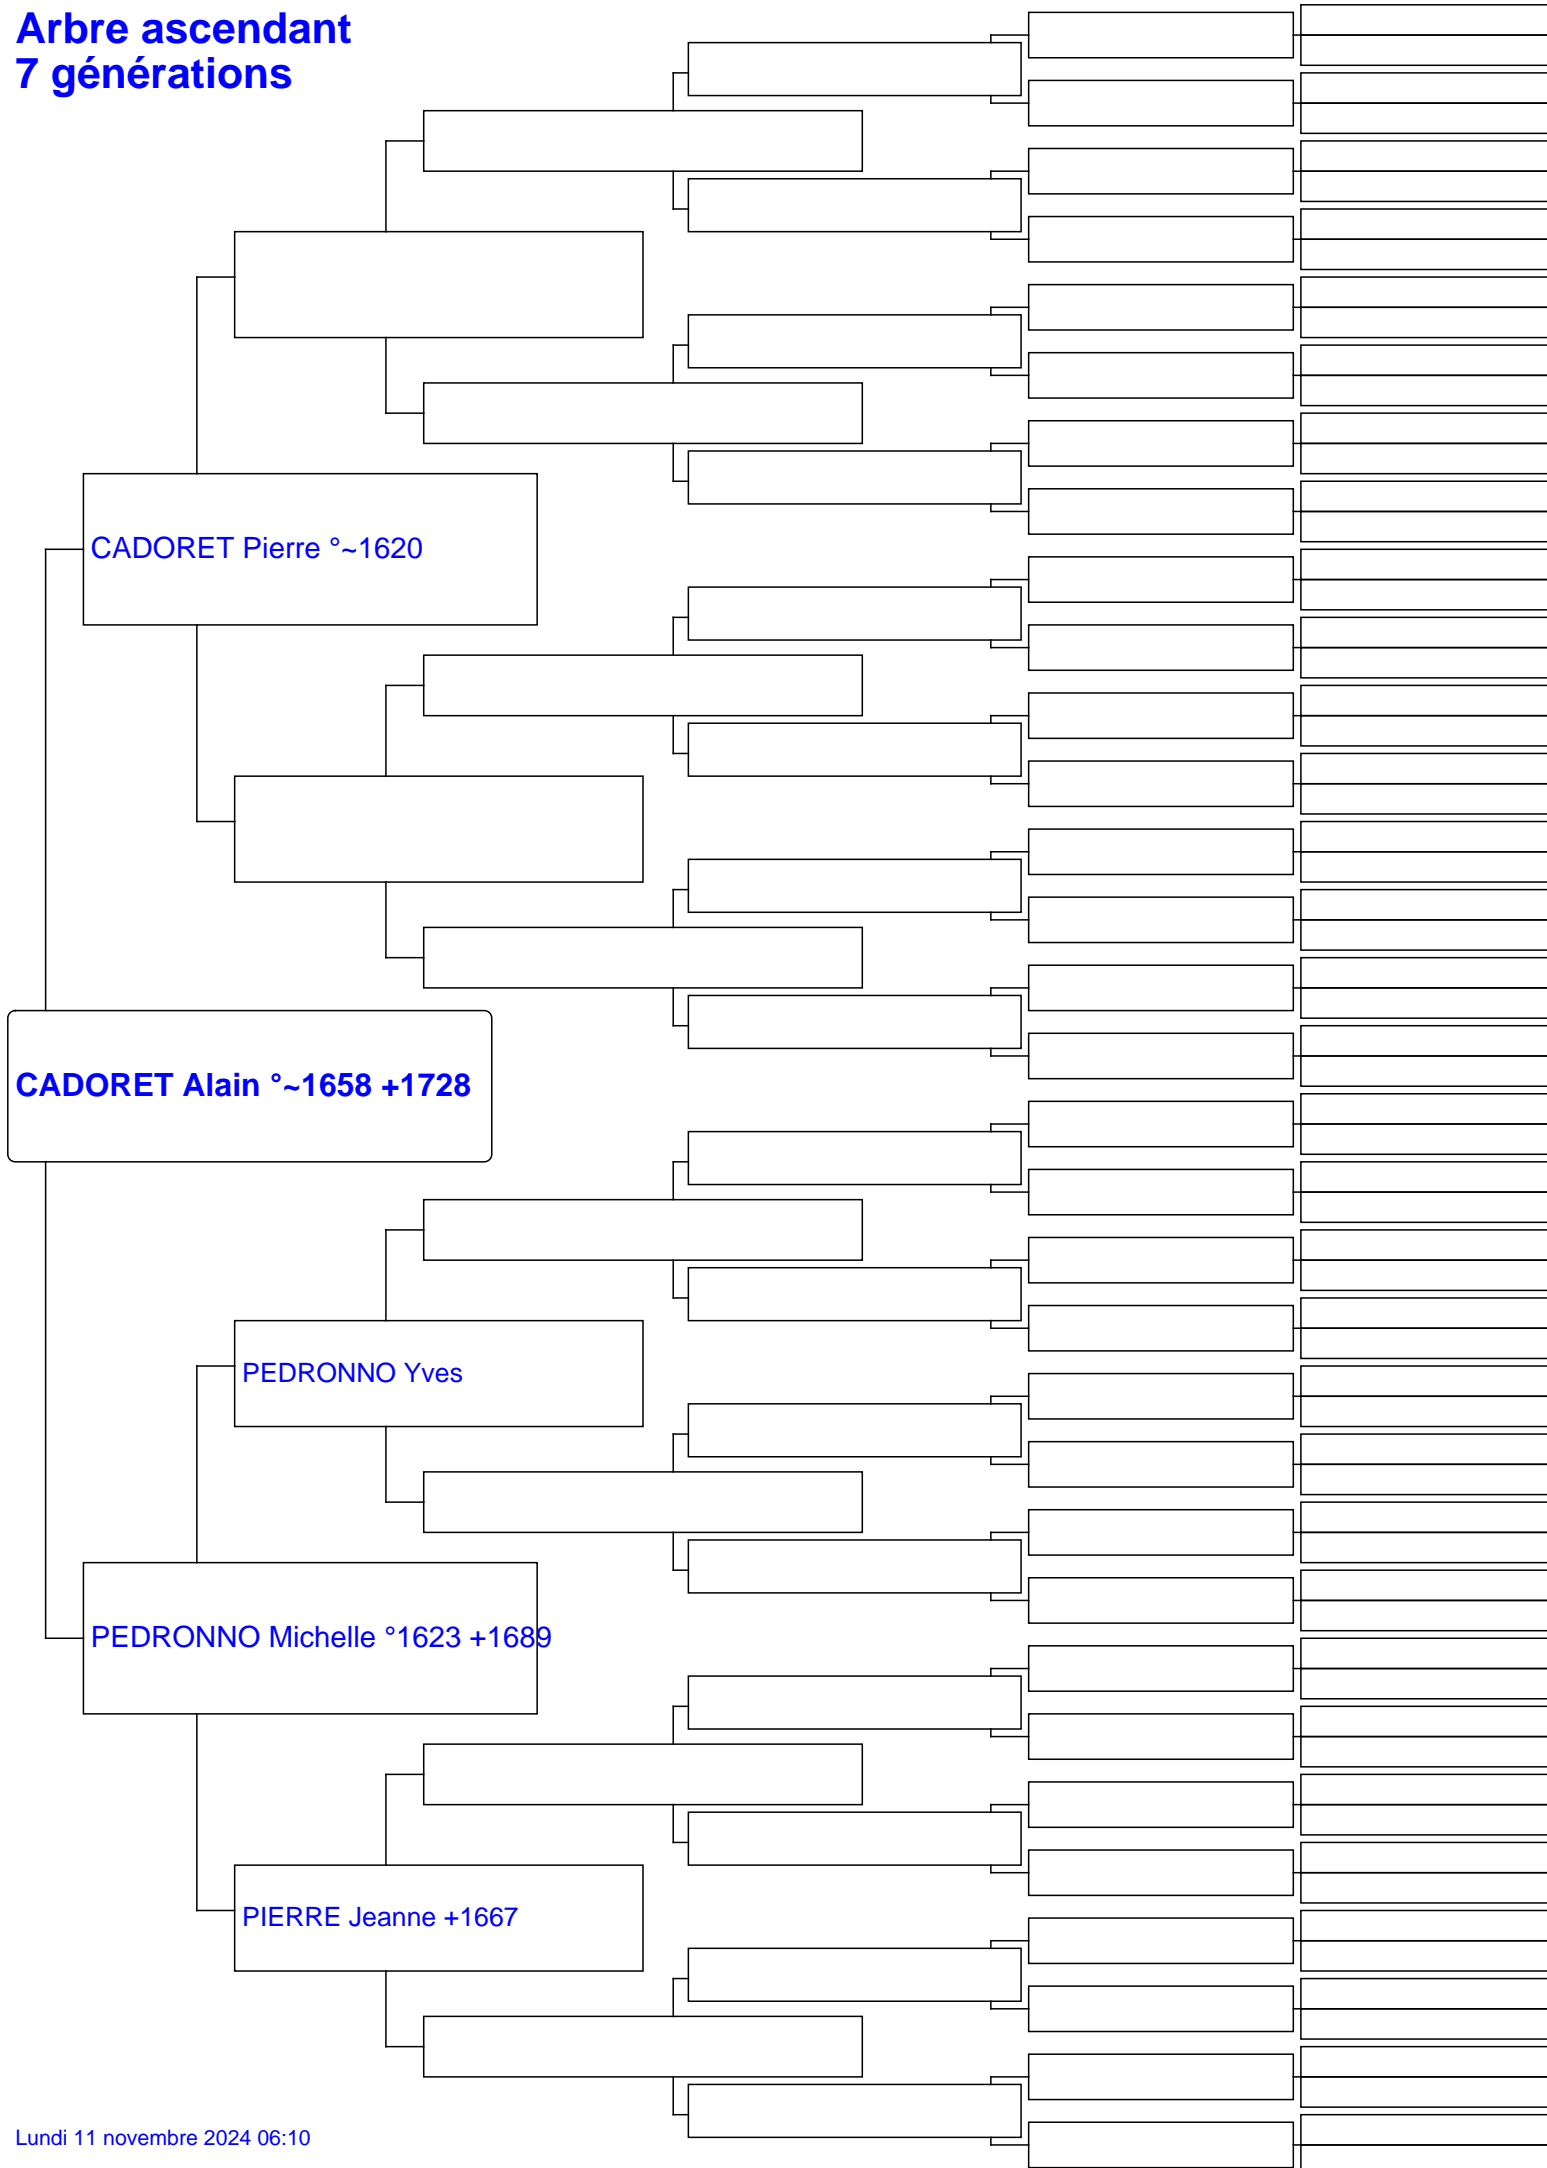 Arbre ascendant
7 générations
CADORET Pierre °~1620
CADORET Alain °~1658 +1728
PEDRONNO Yves
PEDRONNO Michelle °1623 +1689
PIERRE Jeanne +1667
Lundi 11 novembre 2024 06:10